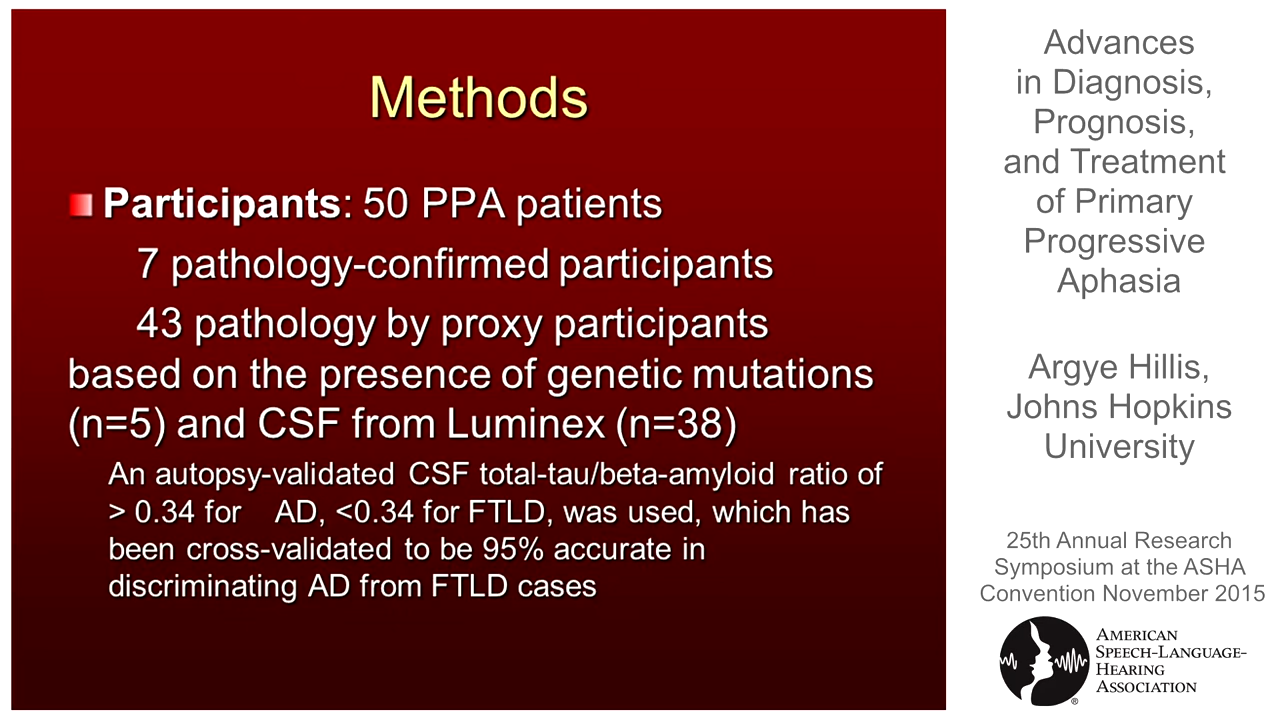 Methods
Participants: 50 PPA patients
7 pathology-confirmed participants
43 pathology by proxy participants
based on the presence of genetic mutations
(n=5) and CSF from Luminex (n=38)
An autopsy-validated CSF total-tau/beta-amyloid ratio of
> 0.34 for AD, <0.34 for FTLD, was used, which has
been cross-validated to be 95% accurate in
discriminating AD from FTLD cases
Advances
in Diagnosis,
Prognosis,
and Treatment
of Primary
Progressive
Aphasia
Argye Hillis,
Johns Hopkins
University
25th Annual Research
Symposium at the ASHA
Convention November 2015
AMERICAN
SPEECH-LANGUAGE-
HEARING
ASSOCIATION
®